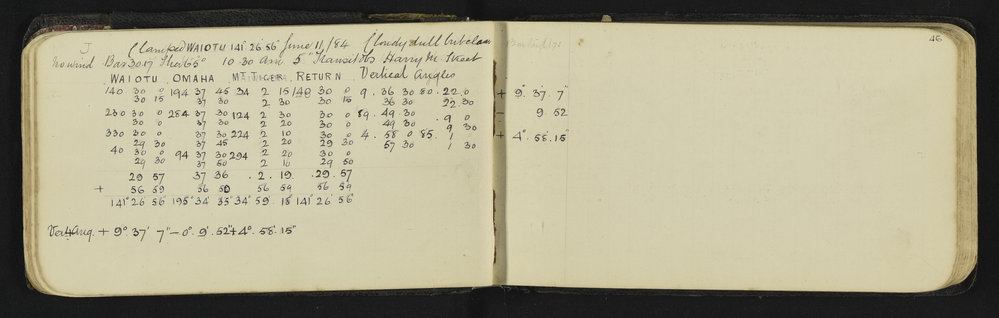 46
J Clamped WAIOTU 141° 26' 56" June 11/84 Cloudy dull but clear
No wind Bar 30.17 Ther 65° 10.30 am 5" Transit Obs Harry M. Street
WAIOTU OMAHA MT TIGER RETURN Vertical Angles
140 30 0 194 37 45 34 2 15 140 30 0 9. 36 30 80. 22. 0 + 9°. 37. 7"
30 15 37 30 2 30 30 15 36 30 22.30
230 30 0 284 37 30 124 2 30 30 0 89. 49 30 . 9 0 - 9 52
30 0 37 30 2 20 30 0 49 30 9 30
330 30 0 37 30 224 2 10 30 0 4. 58 0 85. 1 + 4°. 58. 15"
29 30 37 45 2 20 29 30 57 30 1 30
40 30 0 94 37 30 294 2 20 30 0
29 30 37 50 2 10 29 50
29 57 37 36 . 2 . 19 .29. 57
+ 56 59 56 50 56 59 56 59
141° 26' 56" 195° 34' 35" 34° 59' 18" 141° 26' 56"
Vert Ang. + 9° 37' 7" - 0° 9' 52" + 4° 58' 15"